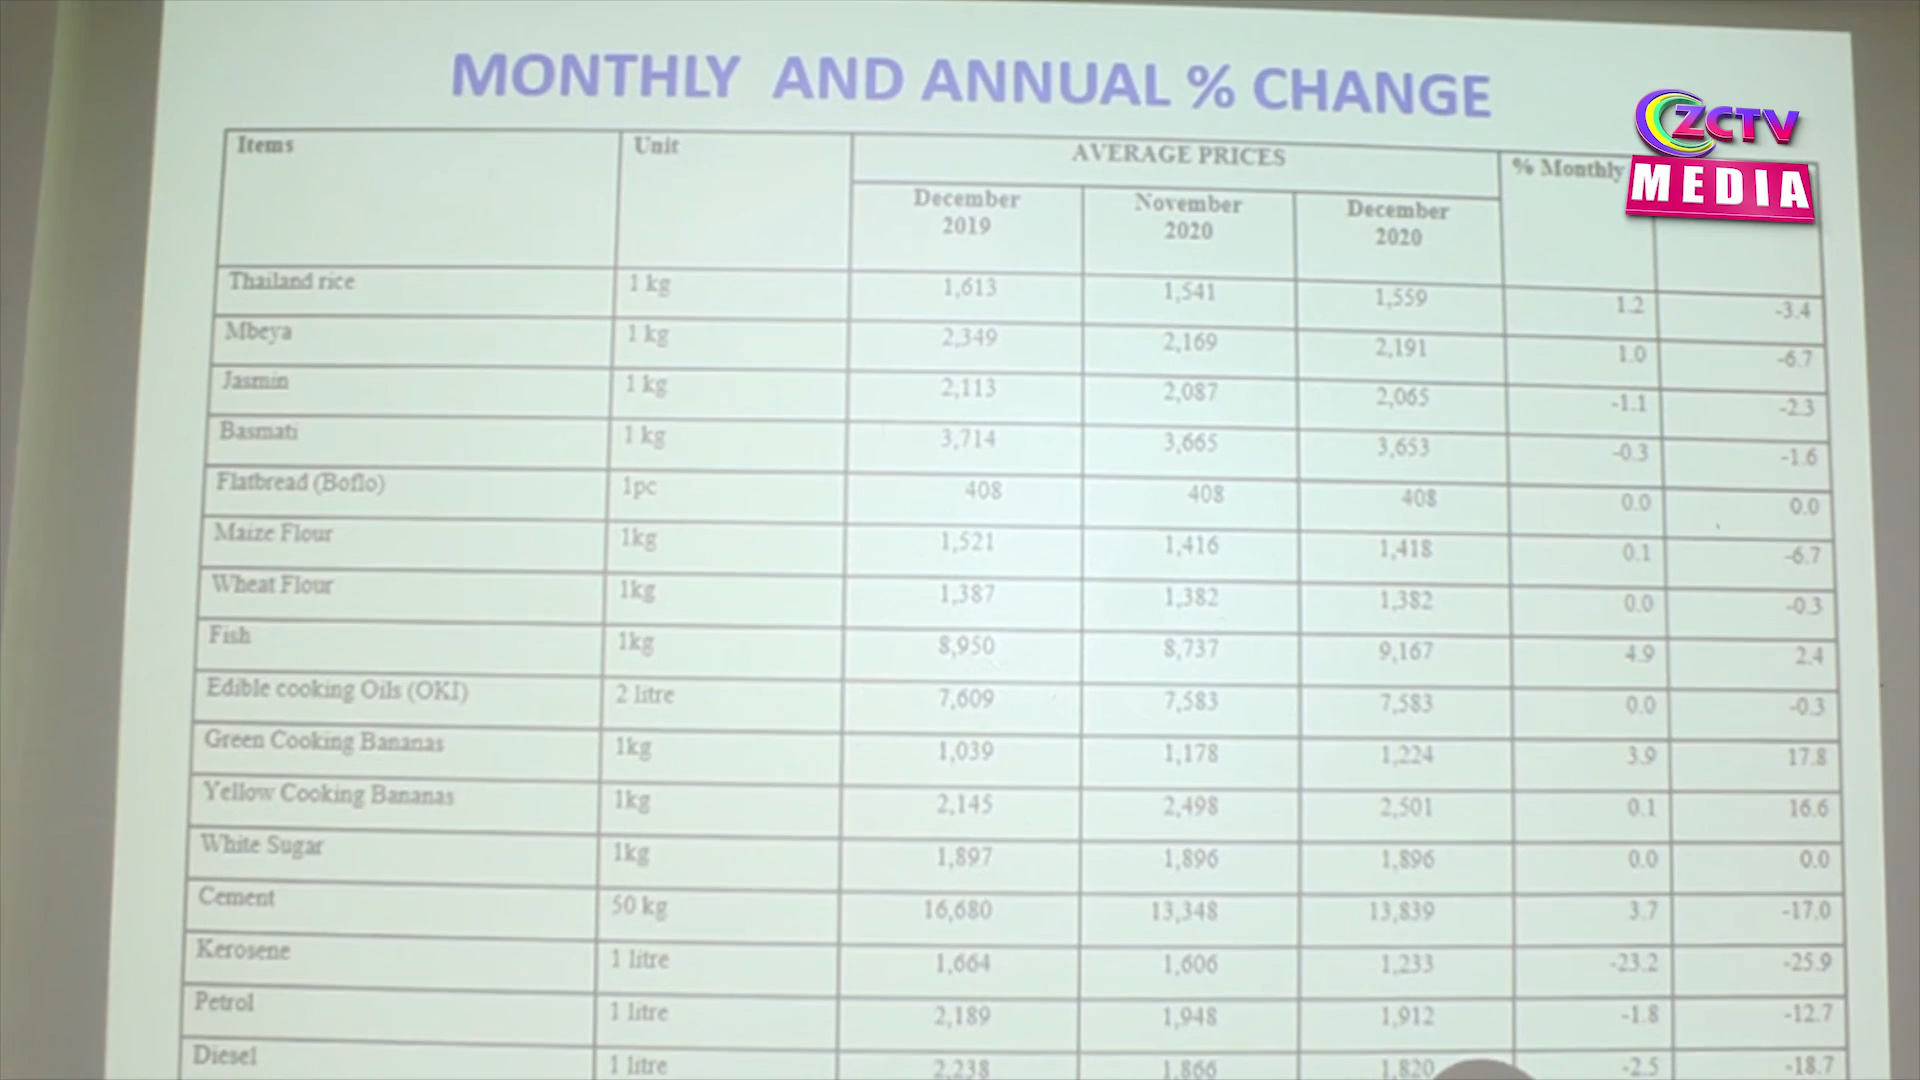 MONTHLY AND ANNUAL % CHANGE
ZCTV
MEDIA
Items Unit AVERAGE PRICES % Monthly
December 2019 November 2020 December 2020
Thailand rice 1 kg 1,613 1,541 1,559 1.2 -3.4
Mbeya 1 kg 2,349 2,169 2,191 1.0 -6.7
Jasmin 1 kg 2,113 2,087 2,065 -1.1 -2.3
Basmati 1 kg 3,714 3,665 3,653 -0.3 -1.6
Flatbread (Boflo) 1pc 408 408 408 0.0 0.0
Maize Flour 1kg 1,521 1,416 1,418 0.1 -6.7
Wheat Flour 1kg 1,387 1,382 1,382 0.0 -0.3
Fish 1kg 8,950 8,737 9,167 4.9 2.4
Edible cooking Oils (OKI) 2 litre 7,609 7,583 7,583 0.0 -0.3
Green Cooking Bananas 1kg 1,039 1,178 1,224 3.9 17.8
Yellow Cooking Bananas 1kg 2,145 2,498 2,501 0.1 16.6
White Sugar 1kg 1,897 1,896 1,896 0.0 0.0
Cement 50 kg 16,680 13,348 13,839 3.7 -17.0
Kerosene 1 litre 1,664 1,606 1,233 -23.2 -25.9
Petrol 1 litre 2,189 1,948 1,912 -1.8 -12.7
Diesel 1 litre 2,238 1,866 1,820 -2.5 -18.7